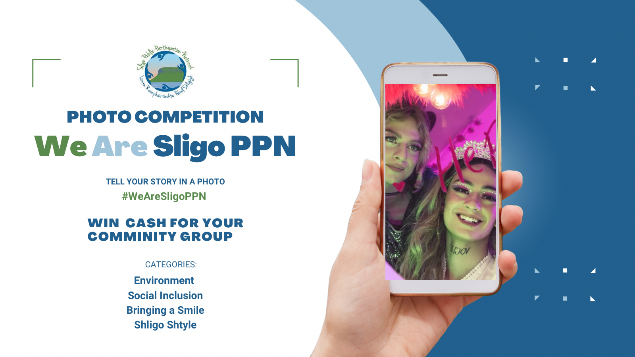 PHOTO COMPETITION
We Are Sligo PPN
TELL YOUR STORY IN A PHOTO
#WeAreSligoPPN
WIN CASH FOR YOUR
COMMINITY GROUP
CATEGORIES:
Environment
Social Inclusion
Bringing a Smile
Shligo Shtyle